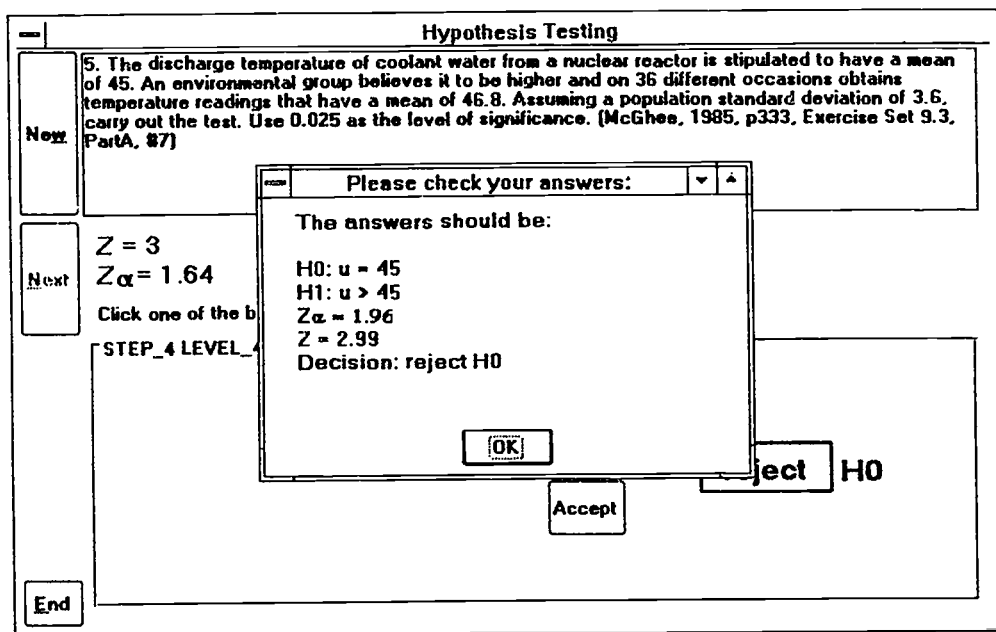 Hypothesis Testing
5. The discharge temperature of coolant water from a nuclear reactor is stipulated to have a mean
of 45. An environmental group believes it to be higher and on 36 different occasions obtains
temperature readings that have a mean of 46.8. Assuming a population standard deviation of 3.6,
carry out the test. Use 0.025 as the level of significance. (McGhee, 1985, p333, Exercise Set 9.3,
PartA, #7)
New
Please check your answers:
The answers should be:
H0: u = 45
H1: u > 45
Zα = 1.96
Z = 2.99
Decision: reject H0
OK
Z = 3
Zα = 1.64
Next
Click one of the b
STEP_4 LEVEL_
ject H0
Accept
End